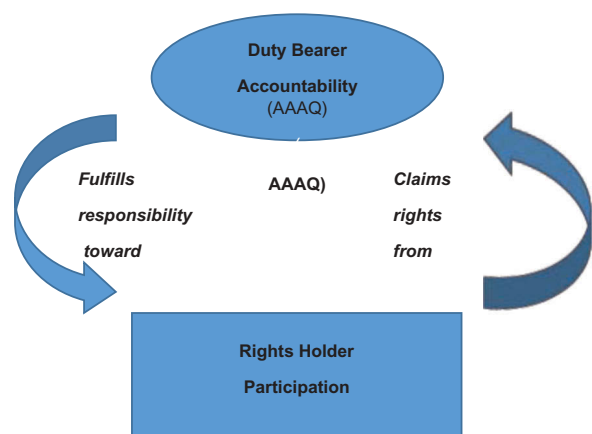 Duty Bearer
Accountability
(AAAQ)
Fulfills
responsibility
toward
AAAQ)
Claims
rights
from
Rights Holder
Participation